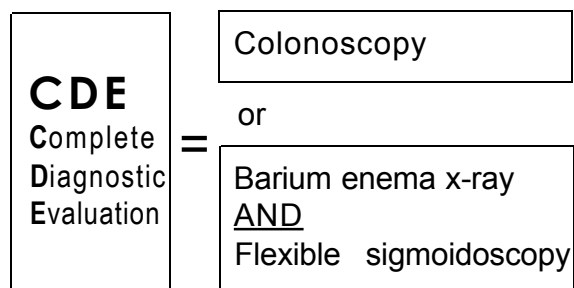 CDE
Complete
Diagnostic
Evaluation
=
Colonoscopy
or
Barium enema x-ray
AND
Flexible sigmoidoscopy